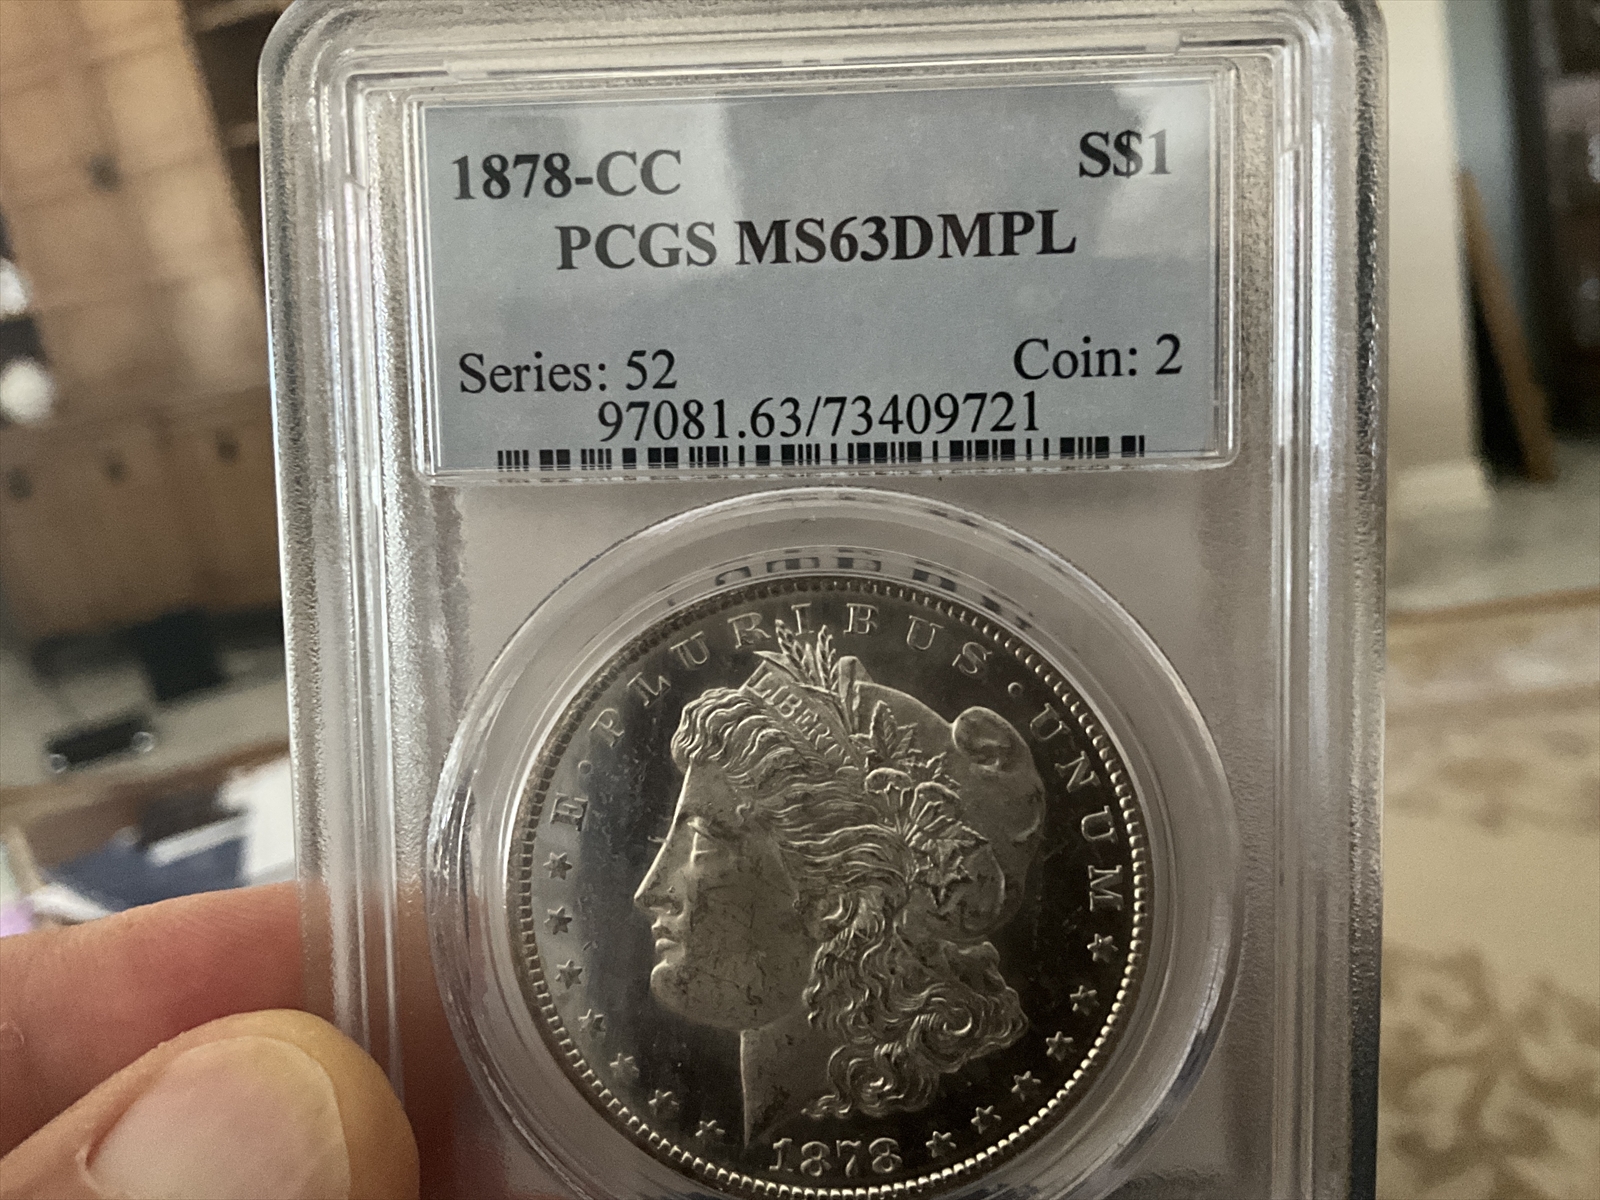 1878-CC S$1
PCGS MS63DMPL
Series: 52 Coin: 2
97081.63/73409721
E · PLURIBUS · UNUM
LIBERTY
1878